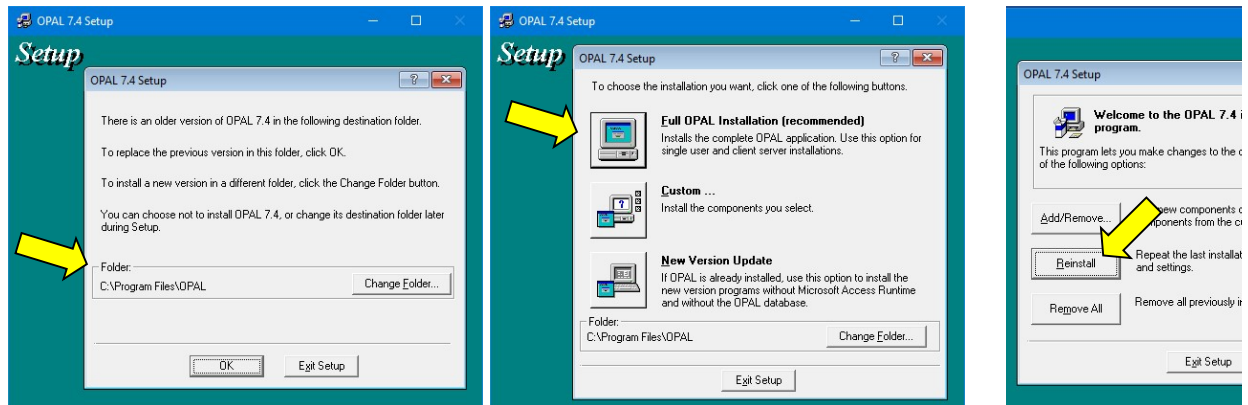 OPAL 7.4 Setup
Setup
OPAL 7.4 Setup
There is an older version of OPAL 7.4 in the following destination folder.
To replace the previous version in this folder, click OK.
To install a new version in a different folder, click the Change Folder button.
You can choose not to install OPAL 7.4, or change its destination folder later
during Setup.
Folder:
C:\Program Files\OPAL
Change Folder...
OK
Exit Setup
OPAL 7.4 Setup
Setup
OPAL 7.4 Setup
To choose the installation you want, click one of the following buttons.
Full OPAL Installation (recommended)
Installs the complete OPAL application. Use this option for
single user and client server installations.
Custom ...
Install the components you select.
New Version Update
If OPAL is already installed, use this option to install the
new version programs without Microsoft Access Runtime
and without the OPAL database.
Folder:
C:\Program Files\OPAL
Change Folder...
Exit Setup
OPAL 7.4 Setup
Welcome to the OPAL 7.4
program.
This program lets you make changes to the
of the following options:
Add/Remove...
new components
from the
Reinstall
Repeat the last
and settings.
Remove All
Remove all previously
Exit Setup